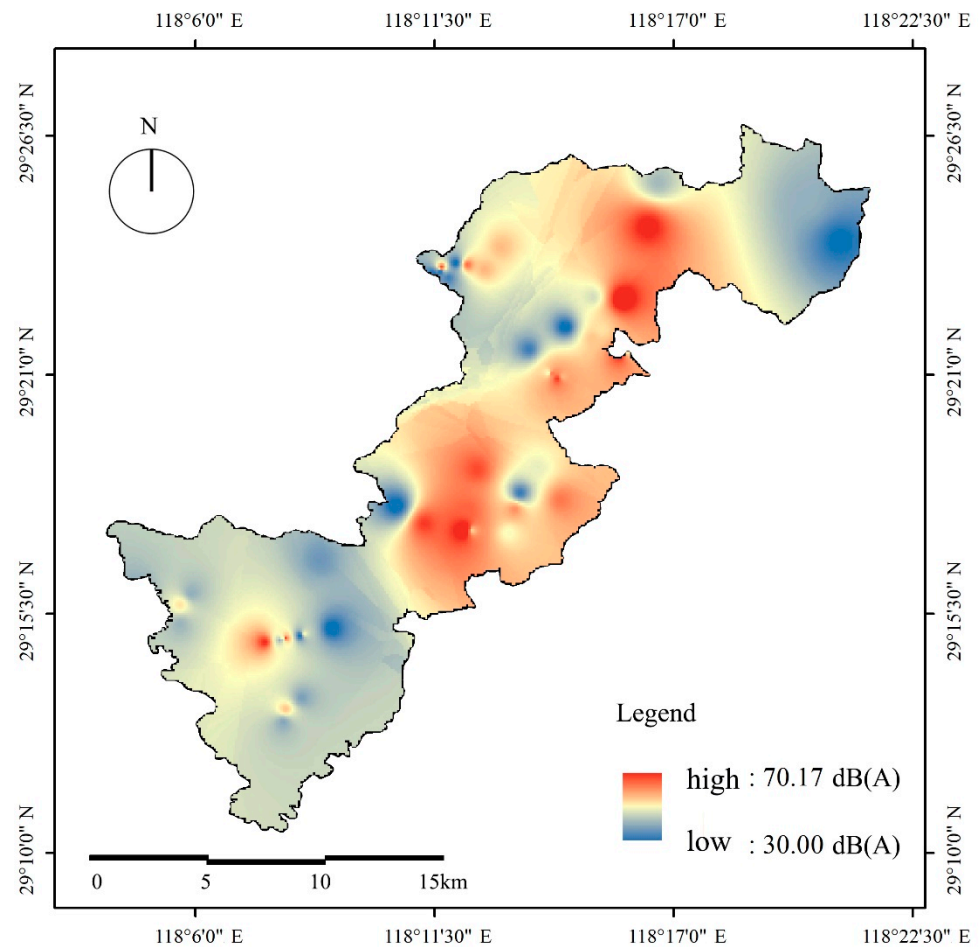 118°6'0" E 118°11'30" E 118°17'0" E 118°22'30" E
29°26'30" N 29°26'30" N
N
29°21'0" N 29°21'0" N
29°15'30" N 29°15'30" N
Legend
high : 70.17 dB(A)
low : 30.00 dB(A)
29°10'0" N 29°10'0" N
0 5 10 15km
118°6'0" E 118°11'30" E 118°17'0" E 118°22'30" E